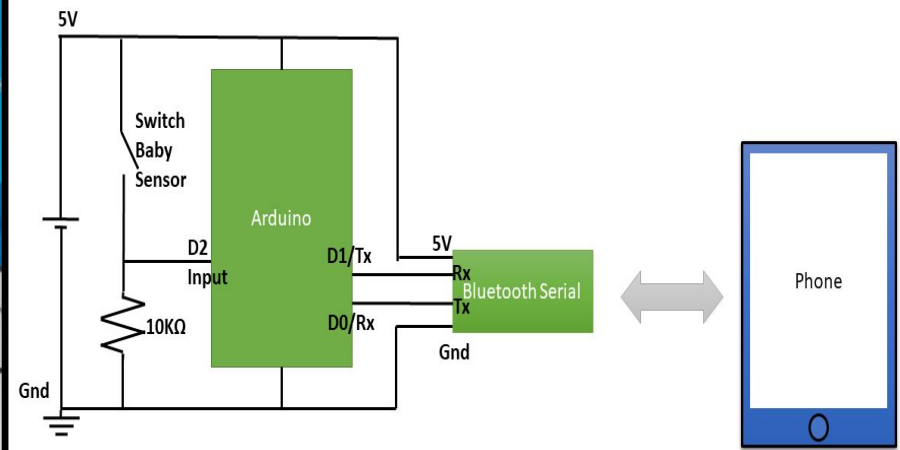 5V
Switch
Baby
Sensor
Arduino
D2
Input
D1/Tx
D0/Rx
10KΩ
Gnd
5V
Rx
Bluetooth Serial
Tx
Gnd
Phone